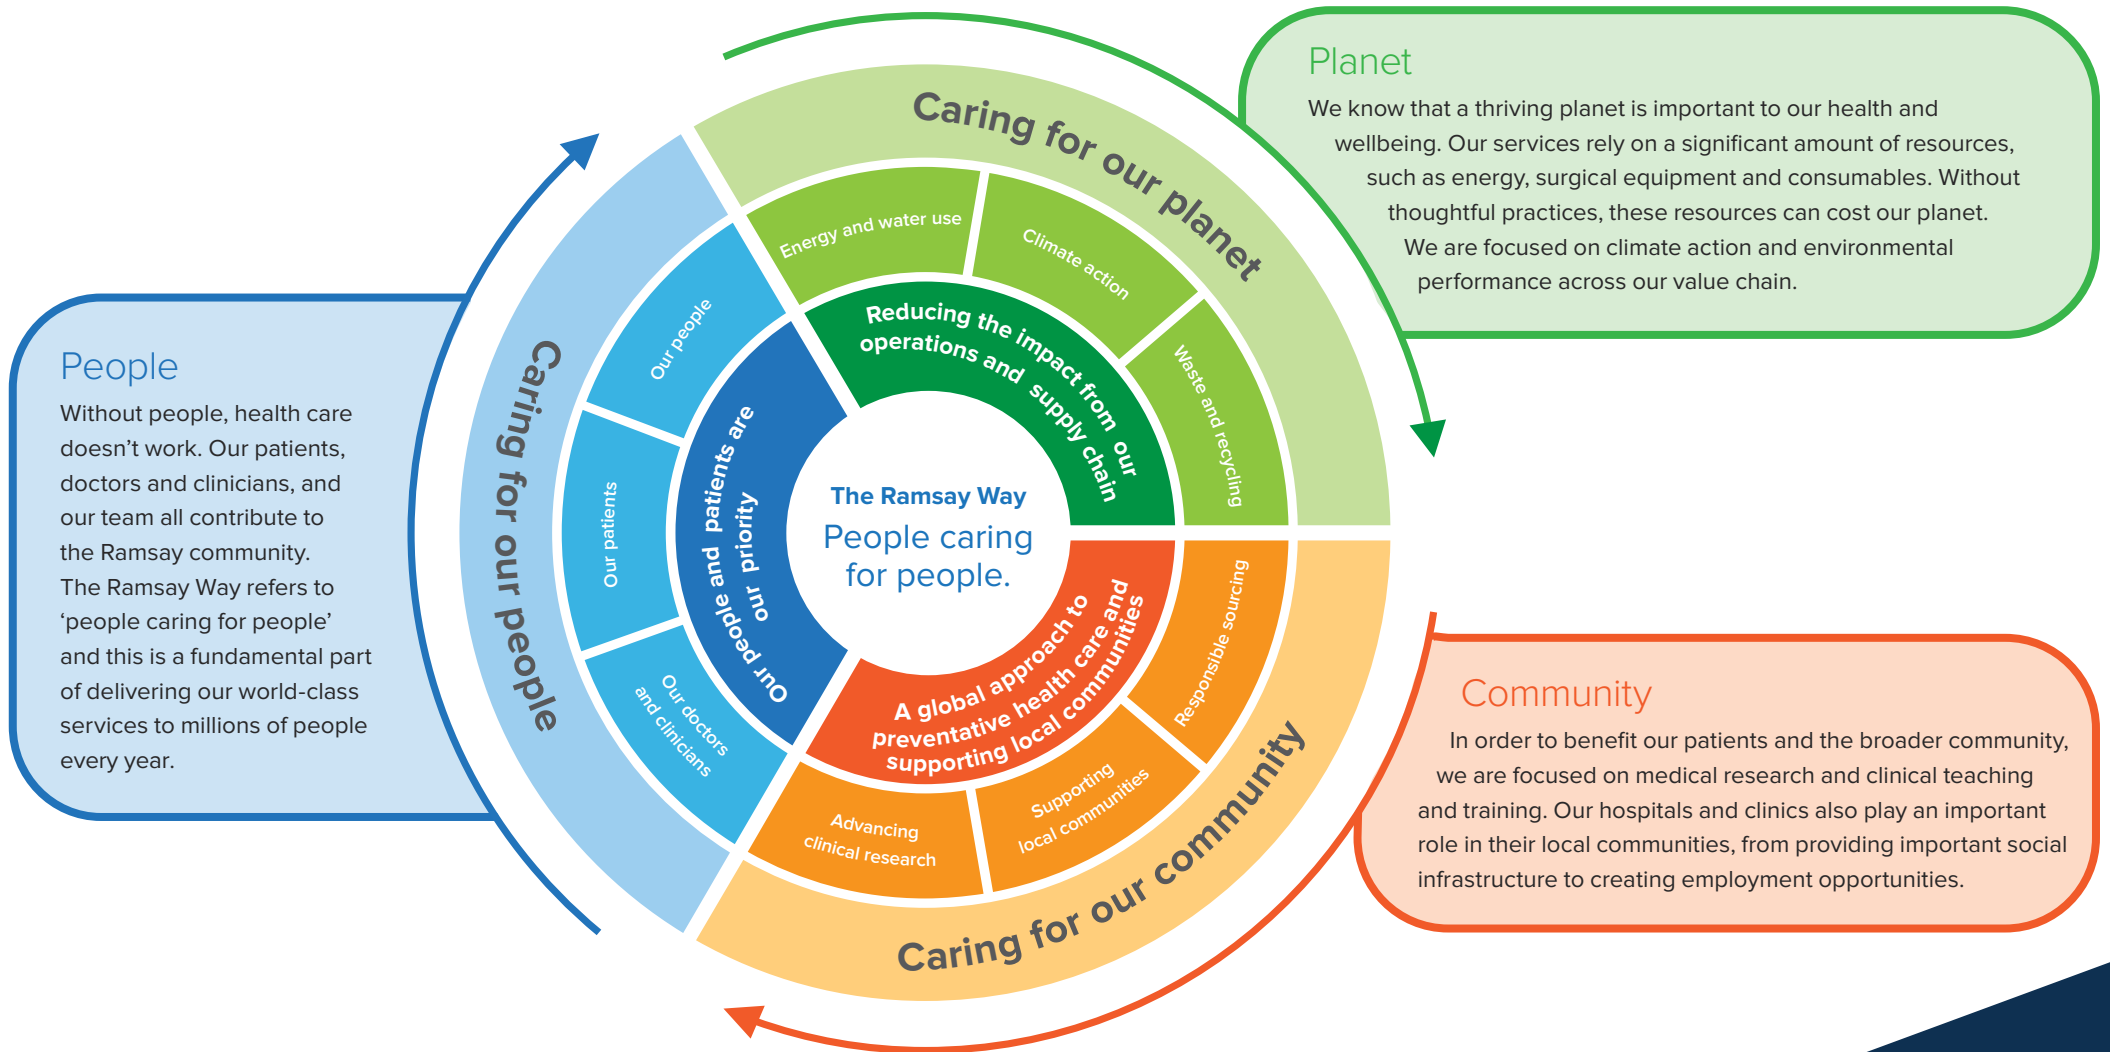 Planet
We know that a thriving planet is important to our health and
wellbeing. Our services rely on a significant amount of resources,
such as energy, surgical equipment and consumables. Without
thoughtful practices, these resources can cost our planet.
We are focused on climate action and environmental
performance across our value chain.
People
Without people, health care
doesn’t work. Our patients,
doctors and clinicians, and
our team all contribute to
the Ramsay community.
The Ramsay Way refers to
‘people caring for people’
and this is a fundamental part
of delivering our world-class
services to millions of people
every year.
Caring for our planet
Energy and water use
Climate action
Waste and recycling
Reducing the impact from our
operations and supply chain
Caring for our people
Our people
Our patients
Our doctors
and clinicians
Our people and patients are
our priority
The Ramsay Way
People caring
for people.
A global approach to
preventative health care and
supporting local communities
Responsible sourcing
Supporting
local communities
Advancing
clinical research
Caring for our community
Community
In order to benefit our patients and the broader community,
we are focused on medical research and clinical teaching
and training. Our hospitals and clinics also play an important
role in their local communities, from providing important social
infrastructure to creating employment opportunities.